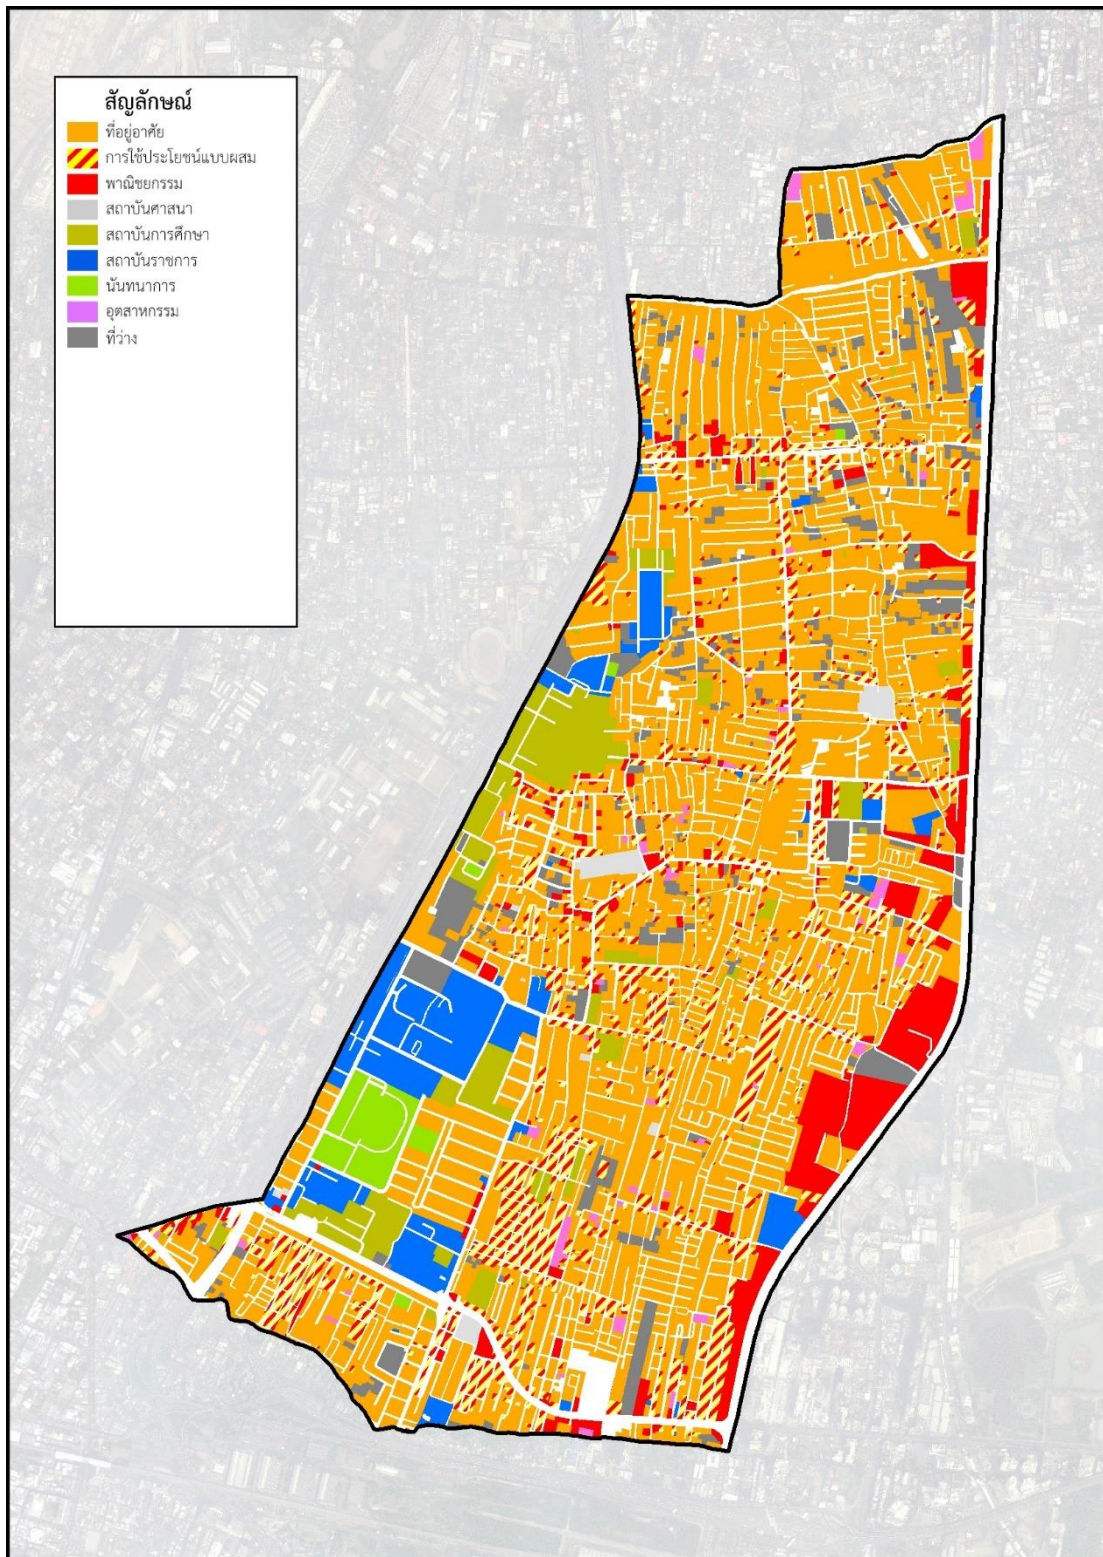 สัญลักษณ์
ที่อยู่อาศัย
การใช้ประโยชน์แบบผสม
พาณิชยกรรม
สถาบันศาสนา
สถาบันการศึกษา
สถาบันราชการ
นันทนาการ
อุตสาหกรรม
ที่ว่าง